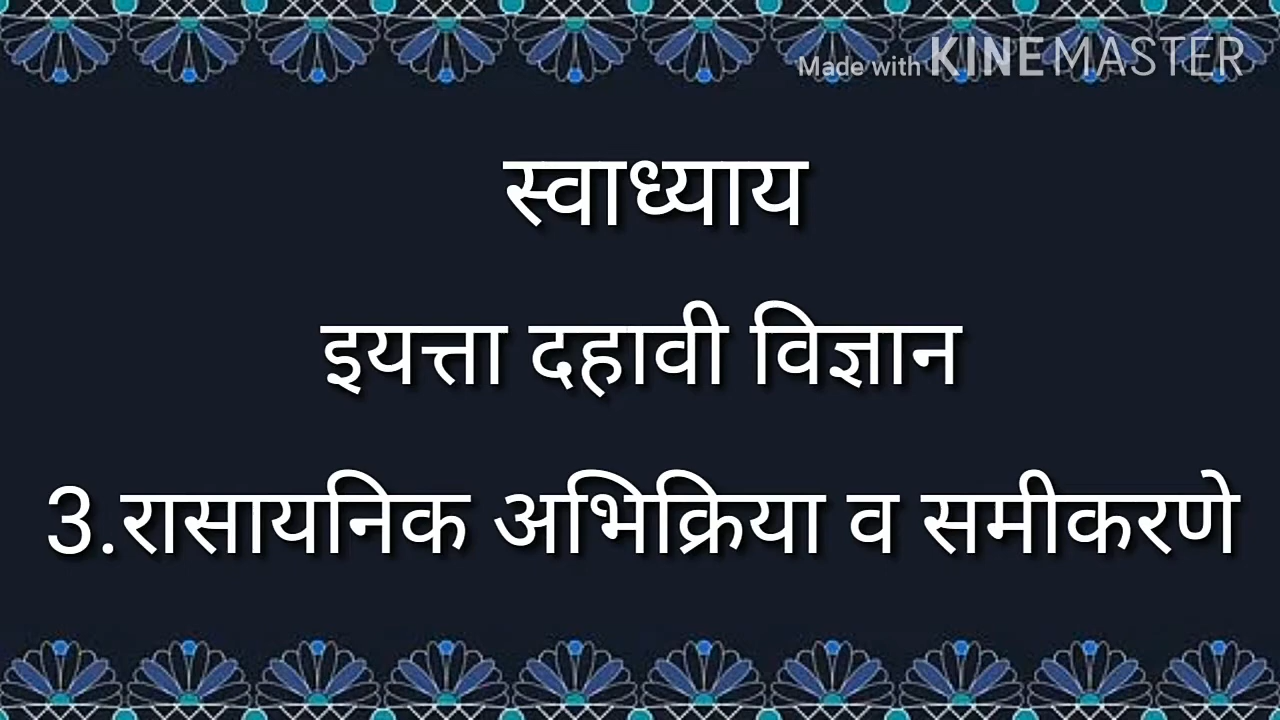 Made with KINEMASTER
स्वाध्याय
इयत्ता दहावी विज्ञान
3.रासायनिक अभिक्रिया व समीकरणे